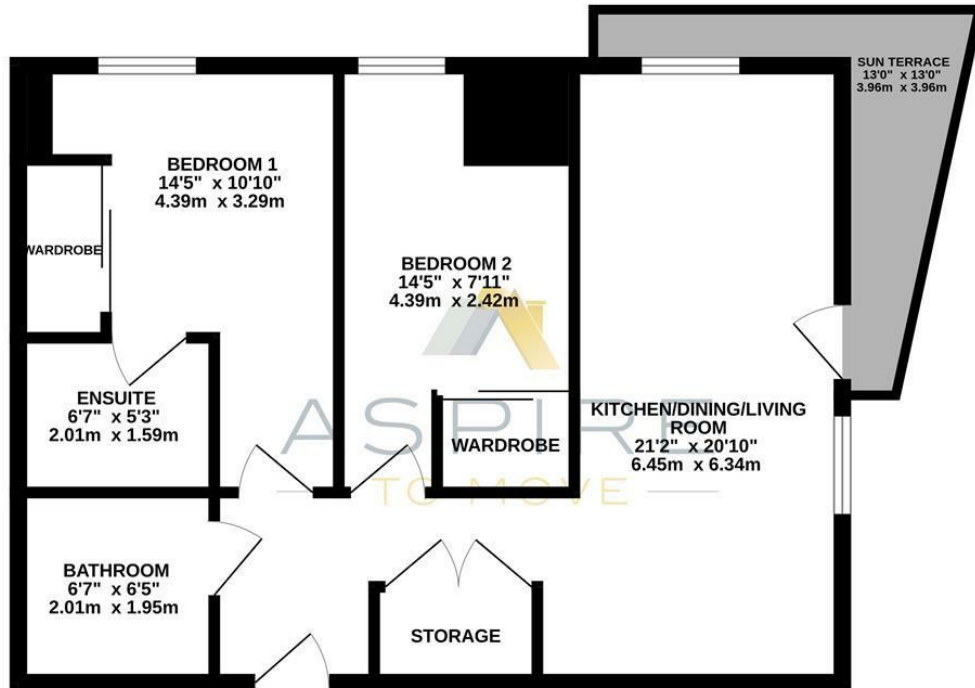 SUN TERRACE
13'0" x 13'0"
3.96m x 3.96m
BEDROOM 1
14'5" x 10'10"
4.39m x 3.29m
WARDROBE
BEDROOM 2
14'5" x 7'11"
4.39m x 2.42m
ENSUITE
6'7" x 5'3"
2.01m x 1.59m
WARDROBE
KITCHEN/DINING/LIVING
ROOM
21'2" x 20'10"
6.45m x 6.34m
ASPIRE
TO MOVE
BATHROOM
6'7" x 6'5"
2.01m x 1.95m
STORAGE